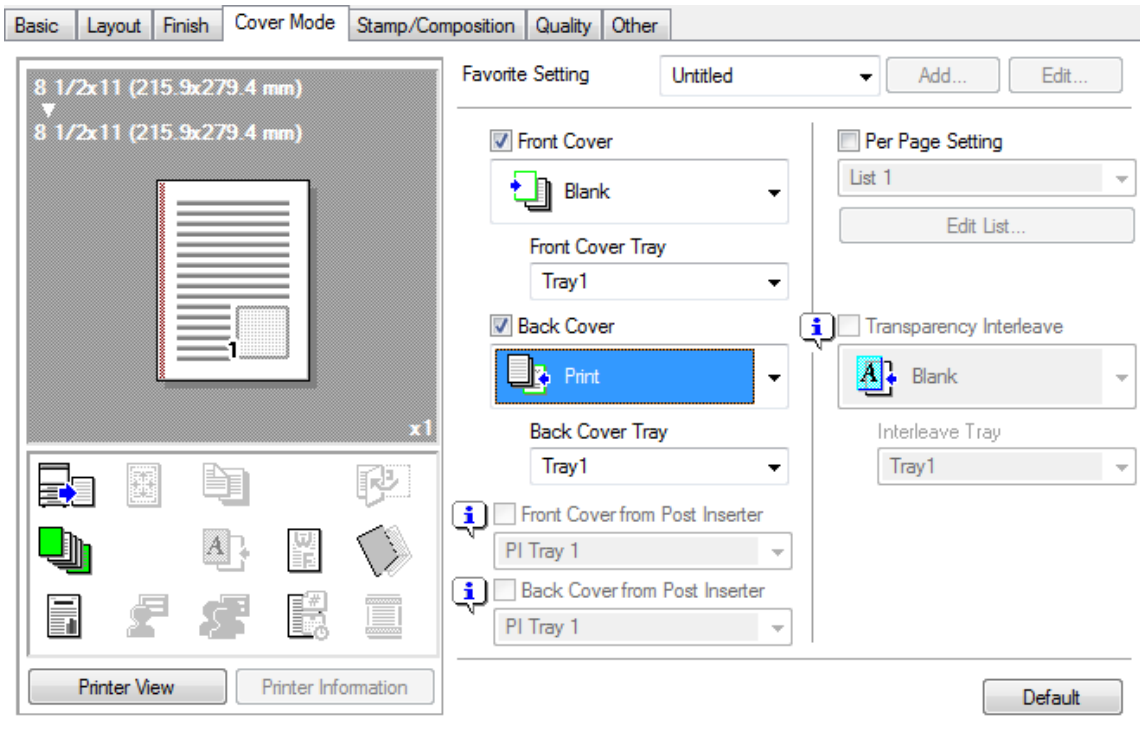 Basic Layout Finish Cover Mode Stamp/Composition Quality Other
8 1/2x11 (215.9x279.4 mm)
8 1/2x11 (215.9x279.4 mm)
1
x1
Printer View Printer Information
Favorite Setting Untitled Add... Edit...
Front Cover
Blank
Front Cover Tray
Tray1
Back Cover
Print
Back Cover Tray
Tray1
Front Cover from Post Inserter
PI Tray 1
Back Cover from Post Inserter
PI Tray 1
Per Page Setting
List 1
Edit List...
Transparency Interleave
A Blank
Interleave Tray
Tray1
Default